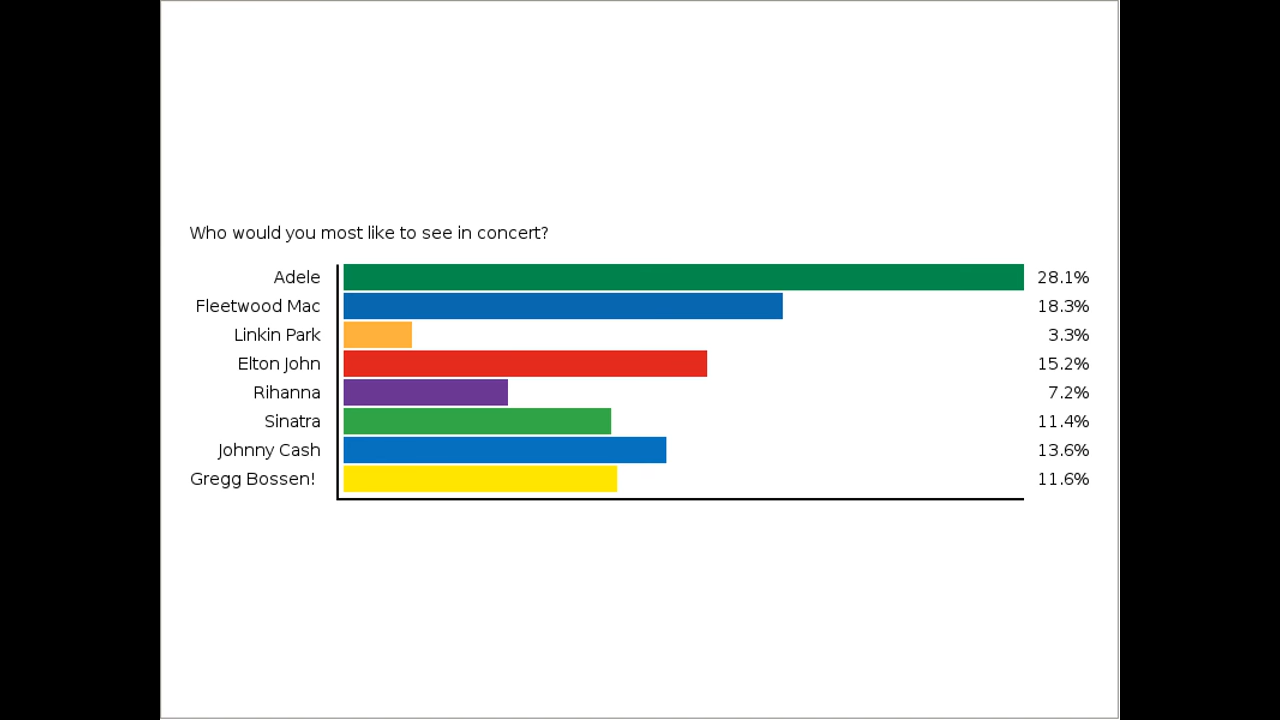 Who would you most like to see in concert?
Adele 28.1%
Fleetwood Mac 18.3%
Linkin Park 3.3%
Elton John 15.2%
Rihanna 7.2%
Sinatra 11.4%
Johnny Cash 13.6%
Gregg Bossen! 11.6%